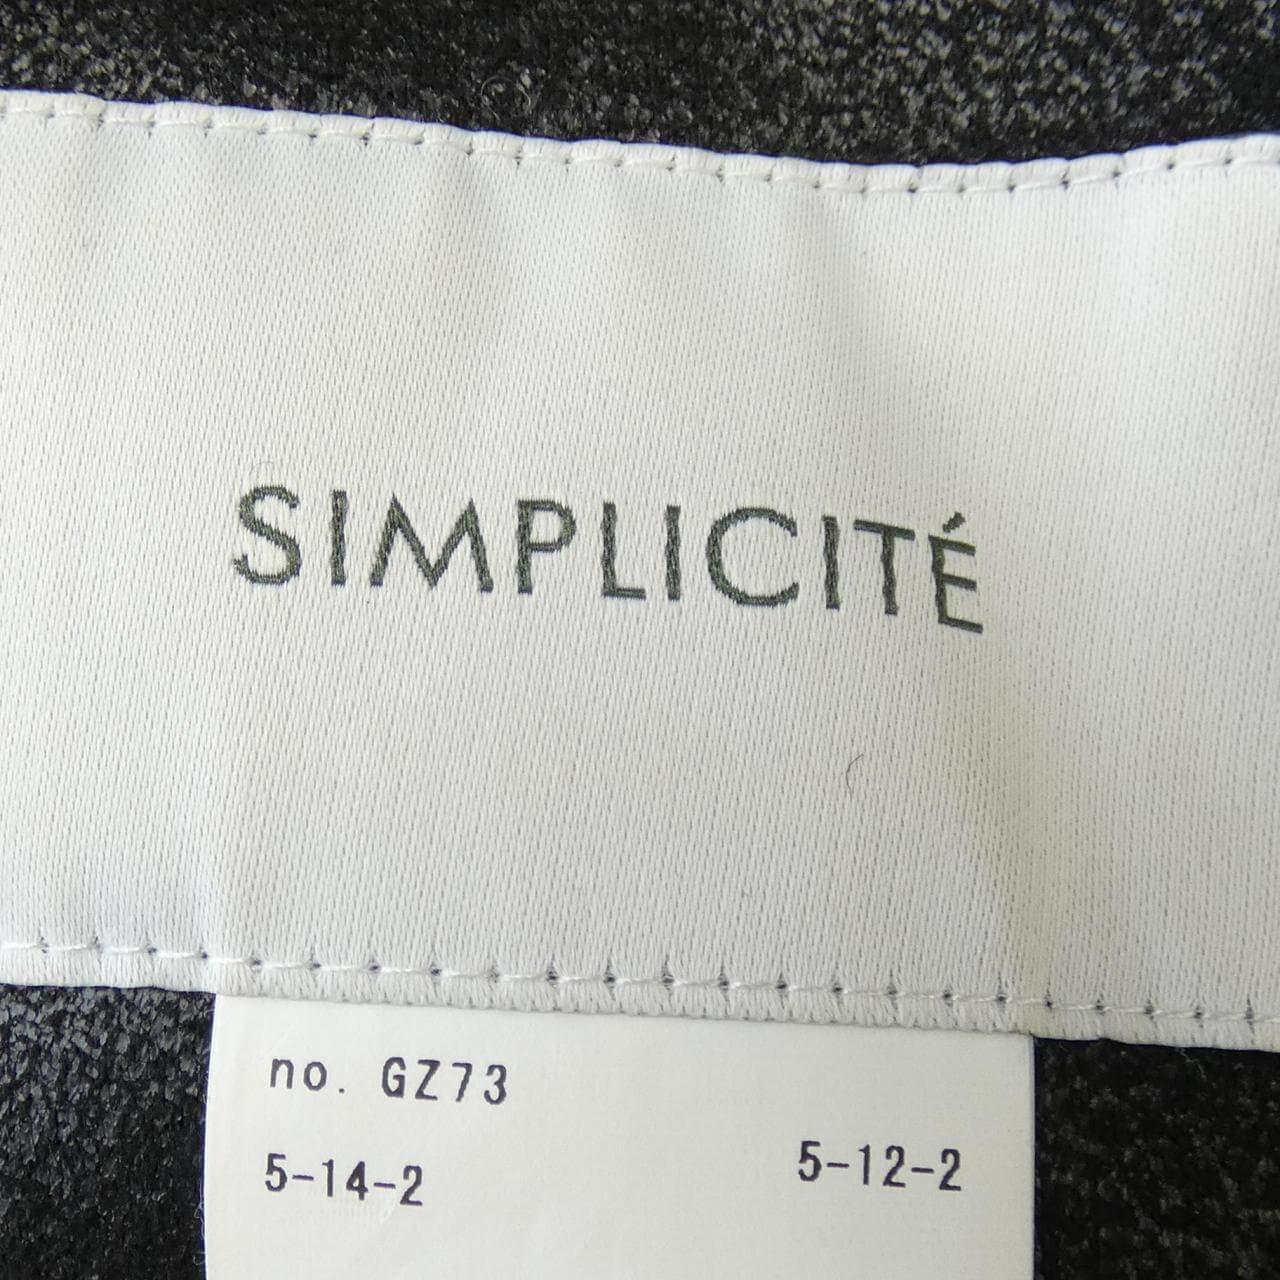 SIMPLICITÉ
no. GZ73
5-14-2 5-12-2